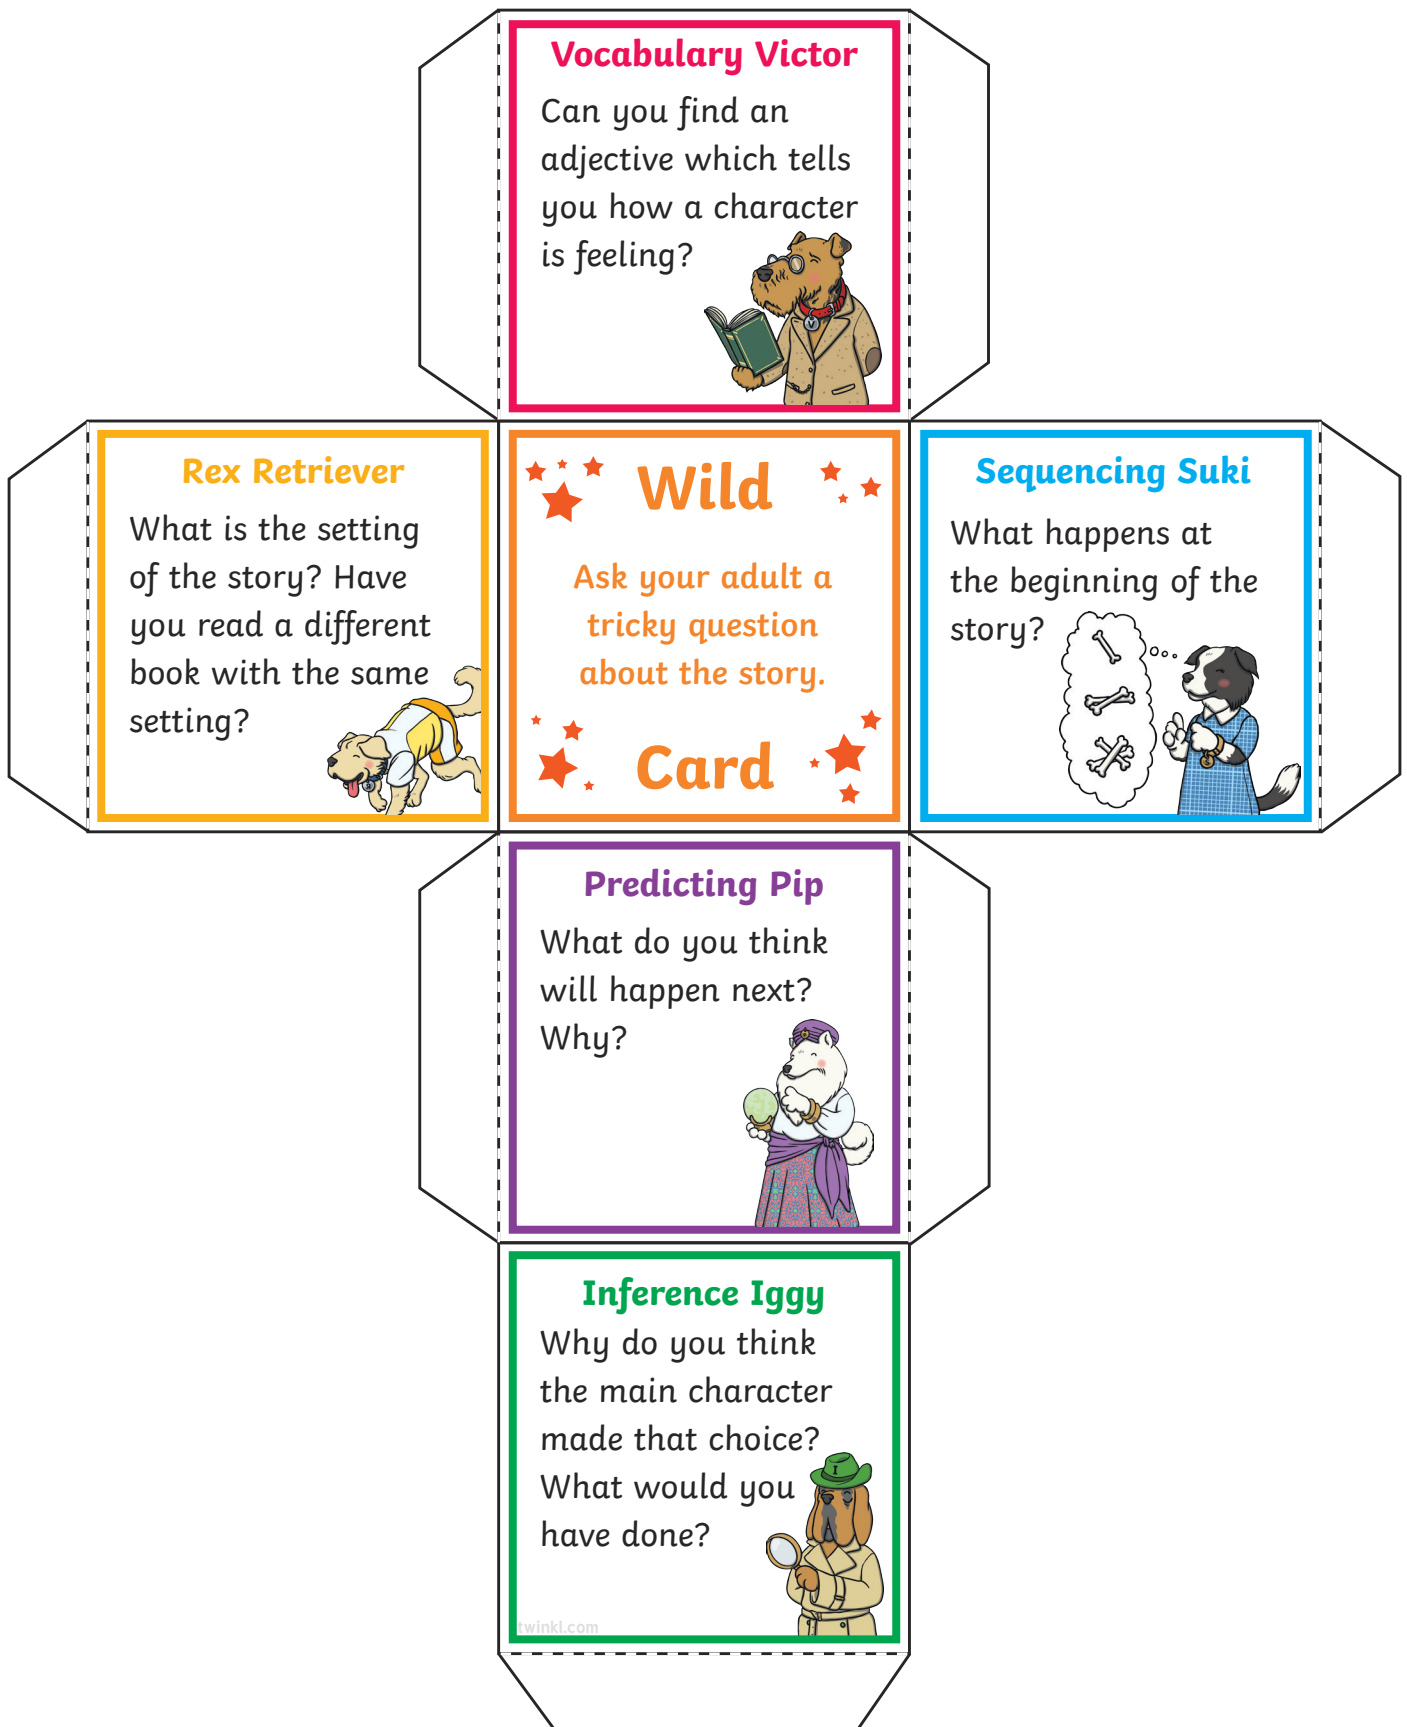 Vocabulary Victor
Can you find an
adjective which tells
you how a character
is feeling?
V
Rex Retriever
What is the setting
of the story? Have
you read a different
book with the same
setting?
Wild
Ask your adult a
tricky question
about the story.
Card
Sequencing Suki
What happens at
the beginning of the
story?
Predicting Pip
What do you think
will happen next?
Why?
Inference Iggy
Why do you think
the main character
made that choice?
What would you
have done?
I
twinkl.com